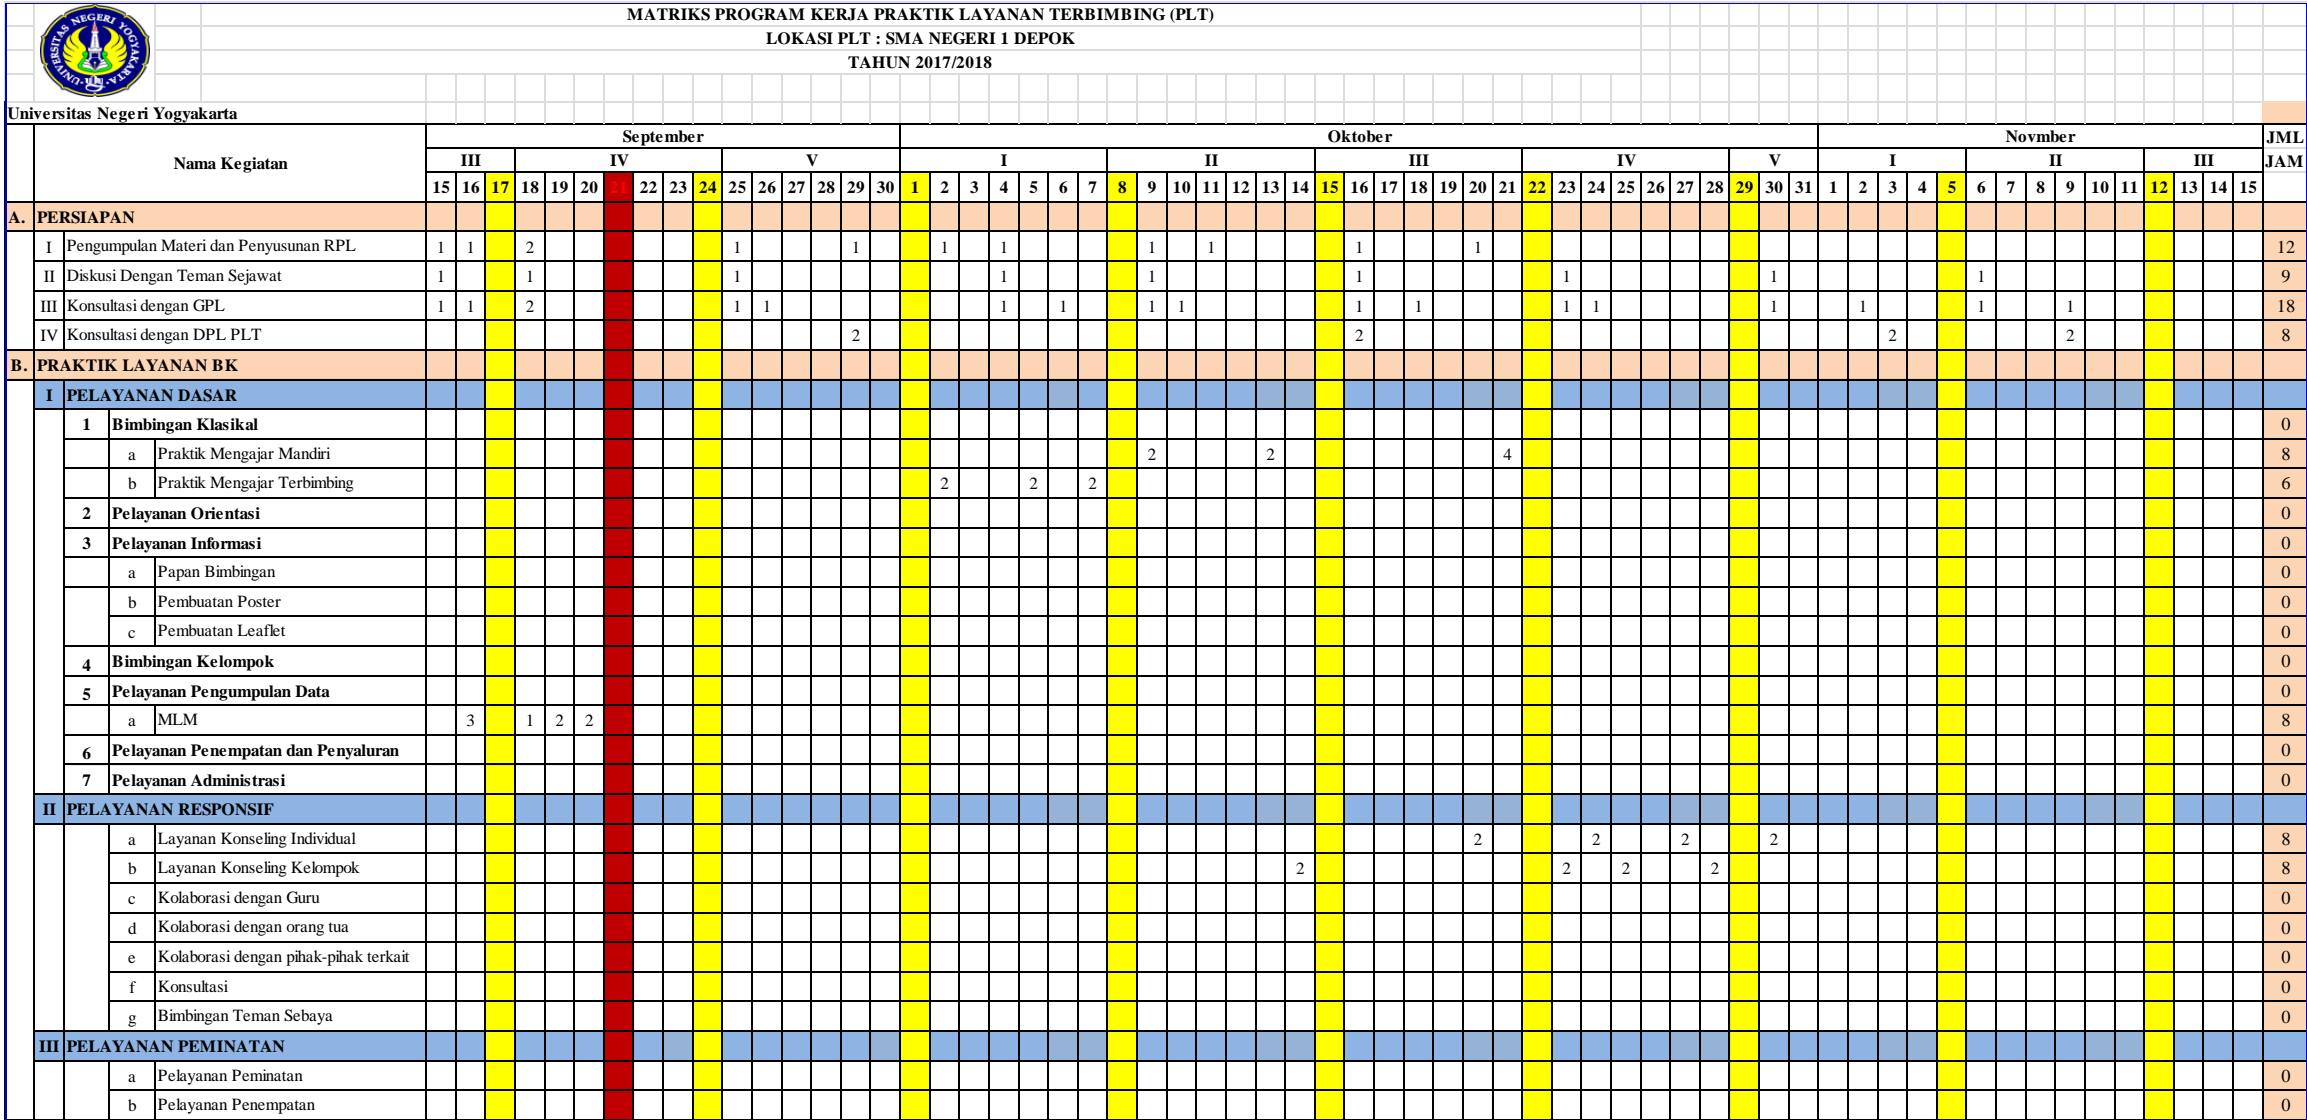 MATRIKS PROGRAM KERJA PRAKTIK LAYANAN TERBIMBING (PLT)
LOKASI PLT : SMA NEGERI 1 DEPOK
TAHUN 2017/2018
UNIVERSITAS NEGERI YOGYAKARTA
Universitas Negeri Yogyakarta
Nama Kegiatan September Oktober Novmber JML
III IV V I II III IV V I II III JAM
15 16 17 18 19 20 21 22 23 24 25 26 27 28 29 30 1 2 3 4 5 6 7 8 9 10 11 12 13 14 15 16 17 18 19 20 21 22 23 24 25 26 27 28 29 30 31 1 2 3 4 5 6 7 8 9 10 11 12 13 14 15
A. PERSIAPAN
I Pengumpulan Materi dan Penyusunan RPL 1 1 2 1 1 1 1 1 1 1 1 12
II Diskusi Dengan Teman Sejawat 1 1 1 1 1 1 1 1 1 9
III Konsultasi dengan GPL 1 1 2 1 1 1 1 1 1 1 1 1 1 1 1 1 1 18
IV Konsultasi dengan DPL PLT 2 2 2 2 8
B. PRAKTIK LAYANAN BK
I PELAYANAN DASAR
1 Bimbingan Klasikal 0
a Praktik Mengajar Mandiri 2 2 4 8
b Praktik Mengajar Terbimbing 2 2 2 6
2 Pelayanan Orientasi 0
3 Pelayanan Informasi 0
a Papan Bimbingan 0
b Pembuatan Poster 0
c Pembuatan Leaflet 0
4 Bimbingan Kelompok 0
5 Pelayanan Pengumpulan Data 0
a MLM 3 1 2 2 8
6 Pelayanan Penempatan dan Penyaluran 0
7 Pelayanan Administrasi 0
II PELAYANAN RESPONSIF
a Layanan Konseling Individual 2 2 2 2 8
b Layanan Konseling Kelompok 2 2 2 2 8
c Kolaborasi dengan Guru 0
d Kolaborasi dengan orang tua 0
e Kolaborasi dengan pihak-pihak terkait 0
f Konsultasi 0
g Bimbingan Teman Sebaya 0
III PELAYANAN PEMINATAN
a Pelayanan Peminatan 0
b Pelayanan Penempatan 0